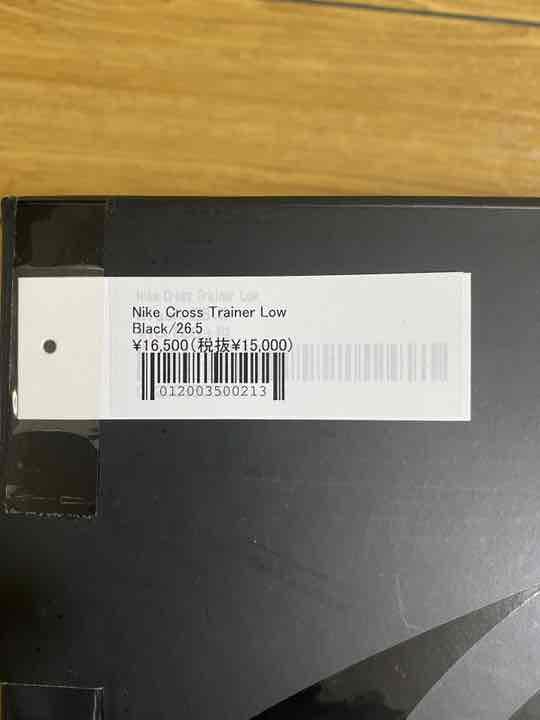 Nike Cross Trainer Low
Black/26.5
¥16,500(税抜¥15,000)
012003500213